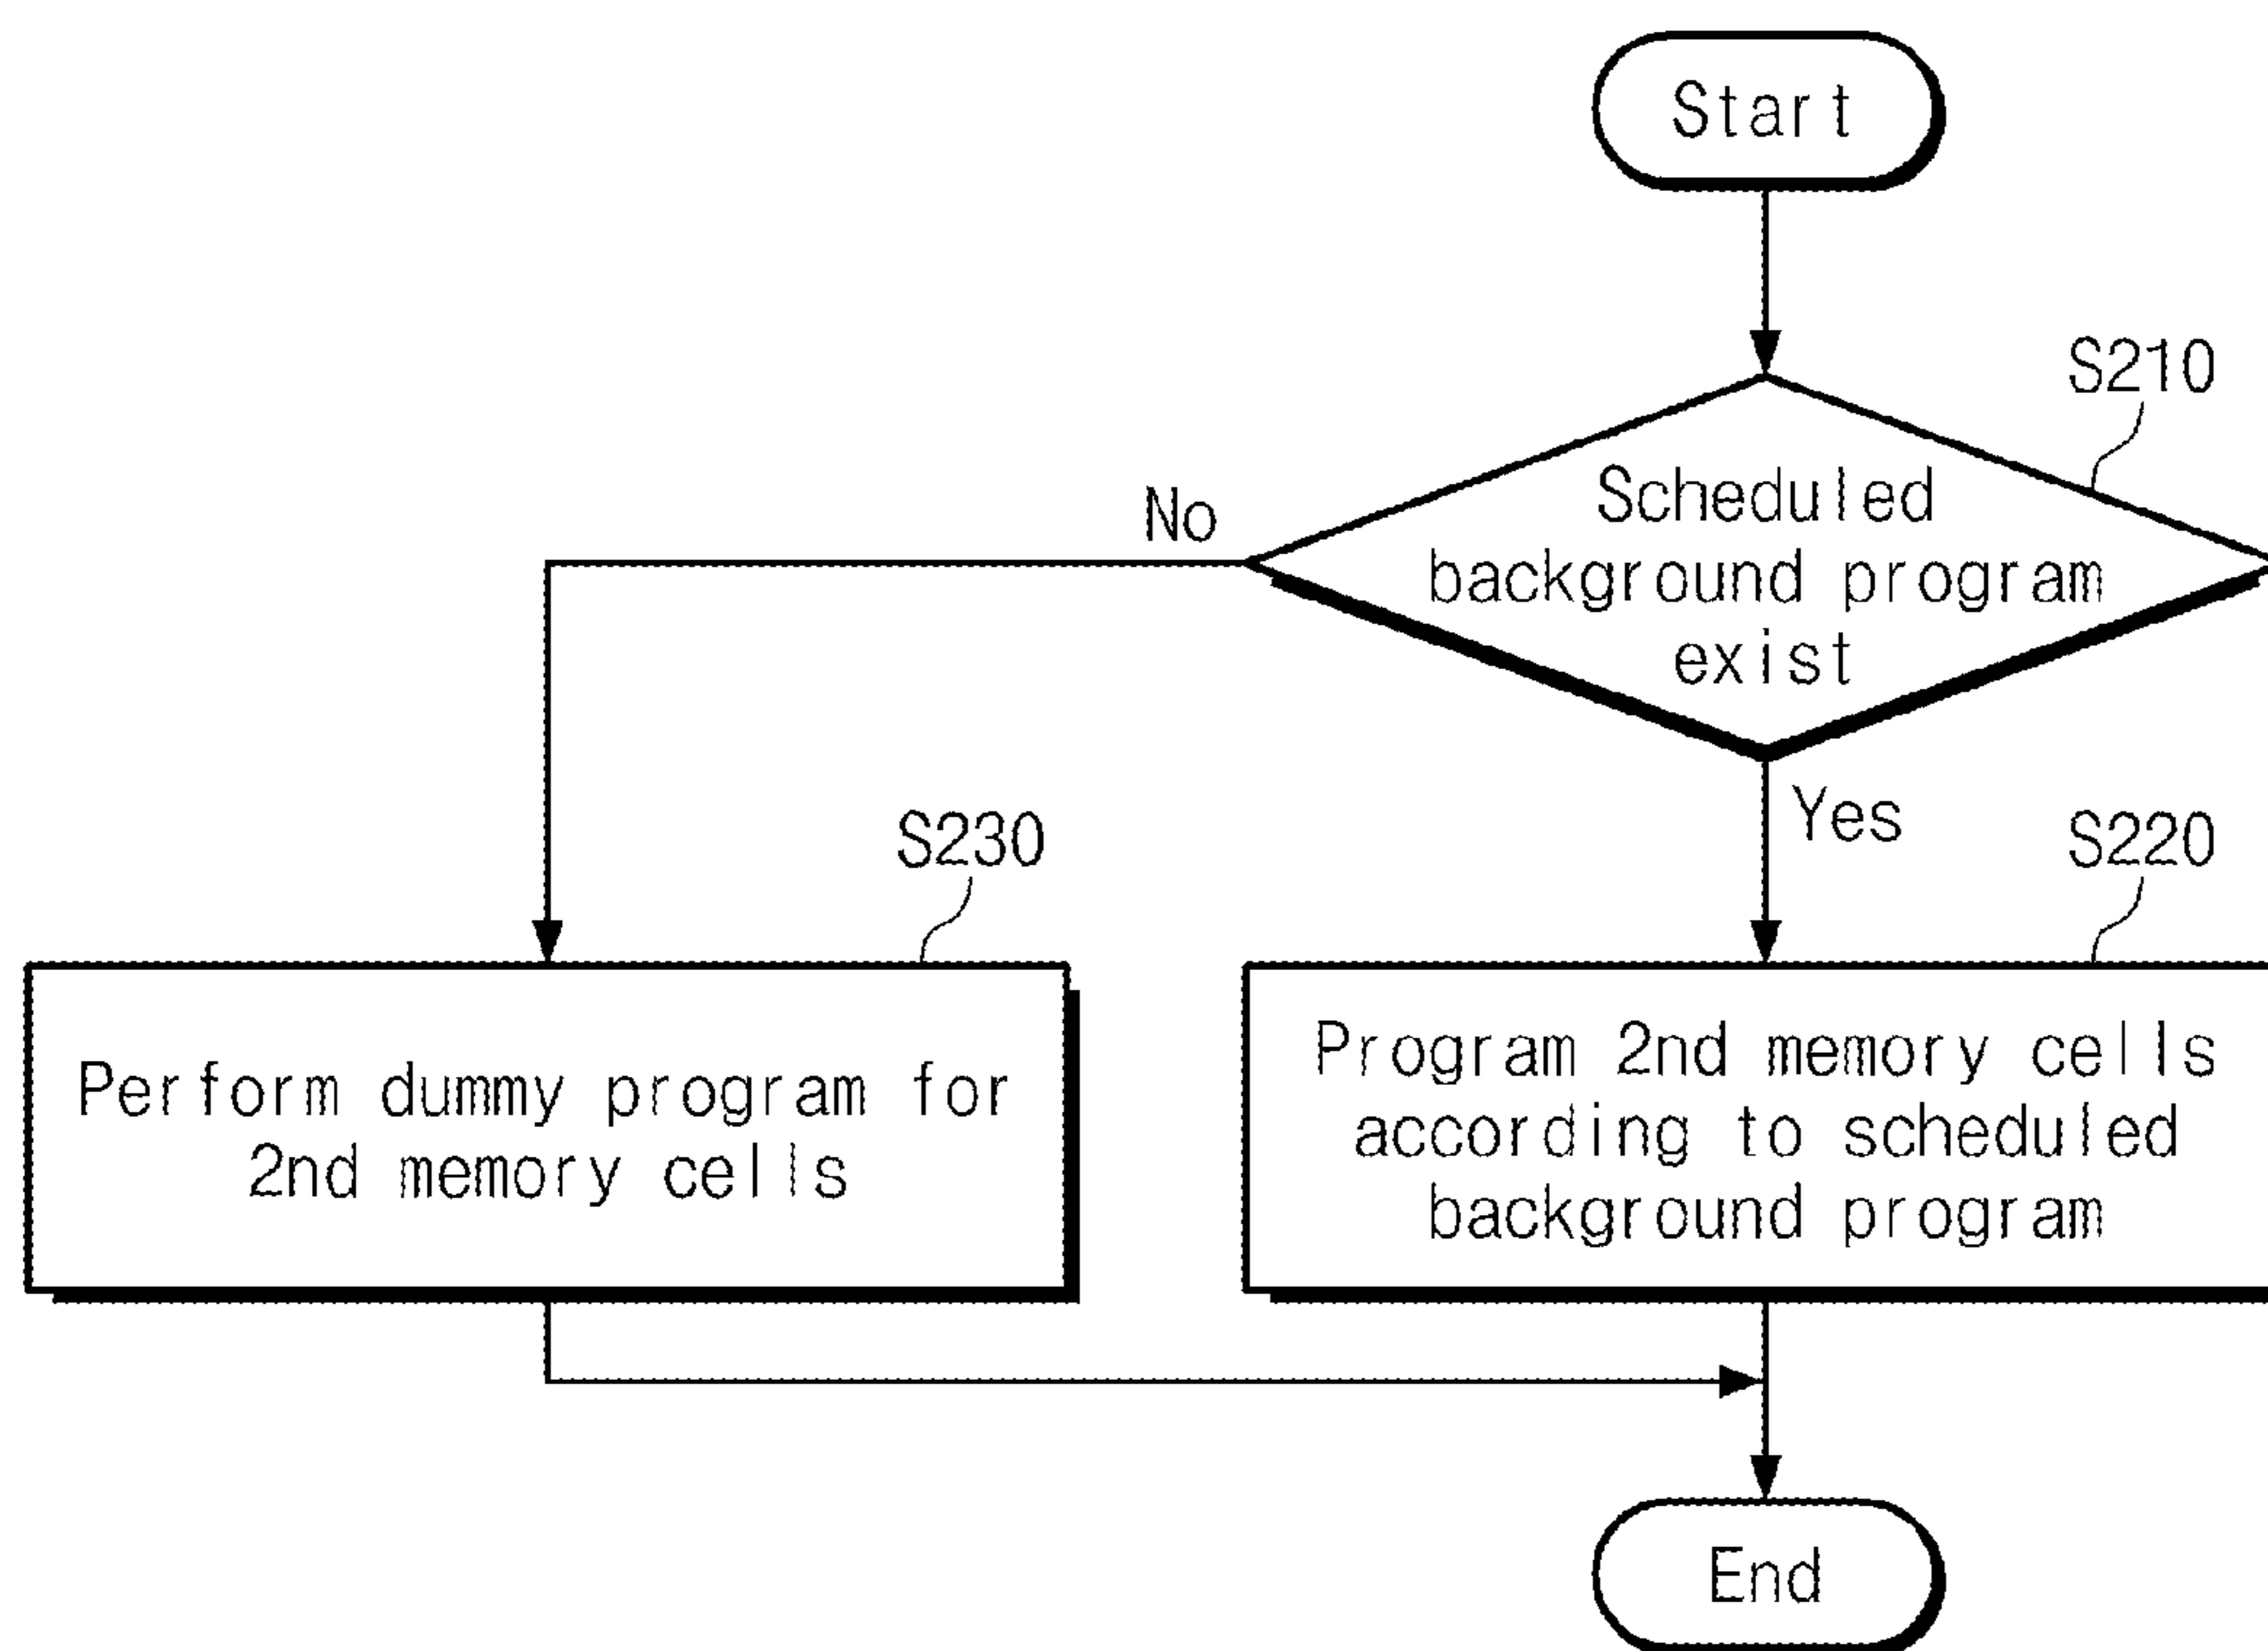 Start
S210
Scheduled
background program
exist
No
Yes
S230
S220
Perform dummy program for
2nd memory cells
Program 2nd memory cells
according to scheduled
background program
End